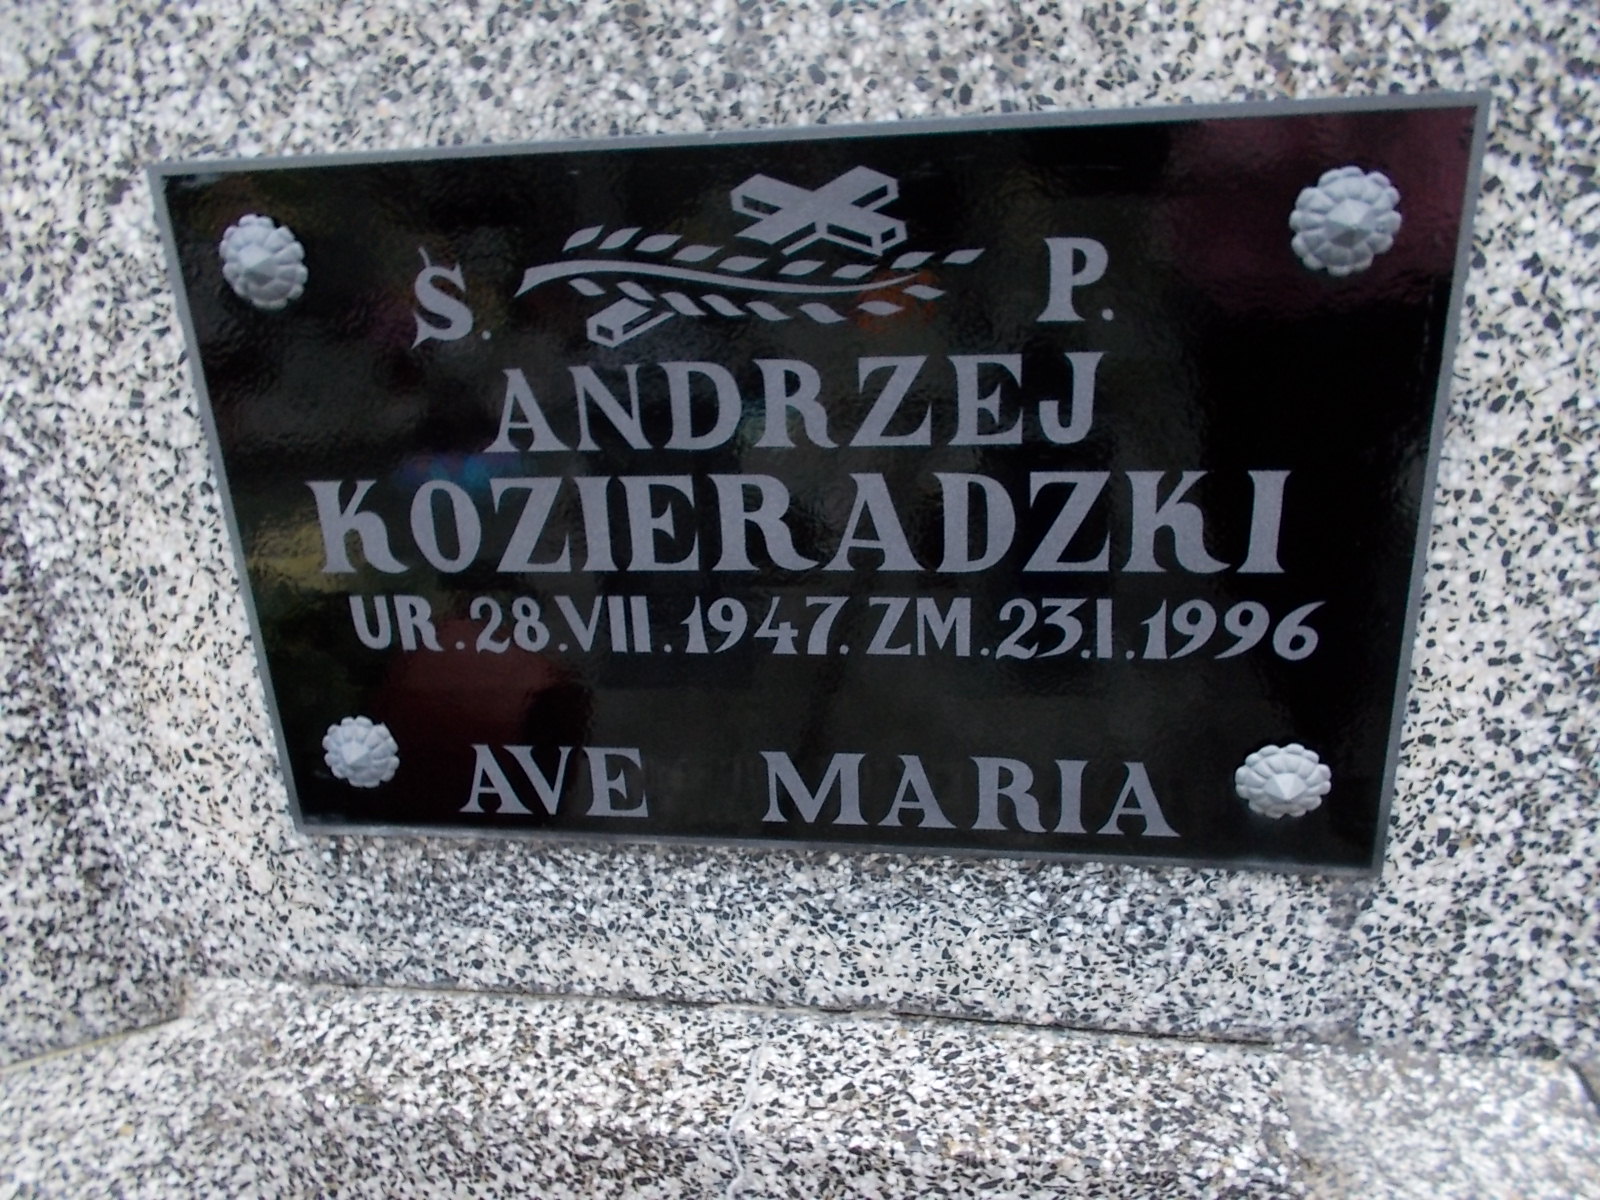 Ś. P.
ANDRZEJ
KOZIERADZKI
UR. 28.VII.1947. ZM. 23.I.1996
AVE MARIA